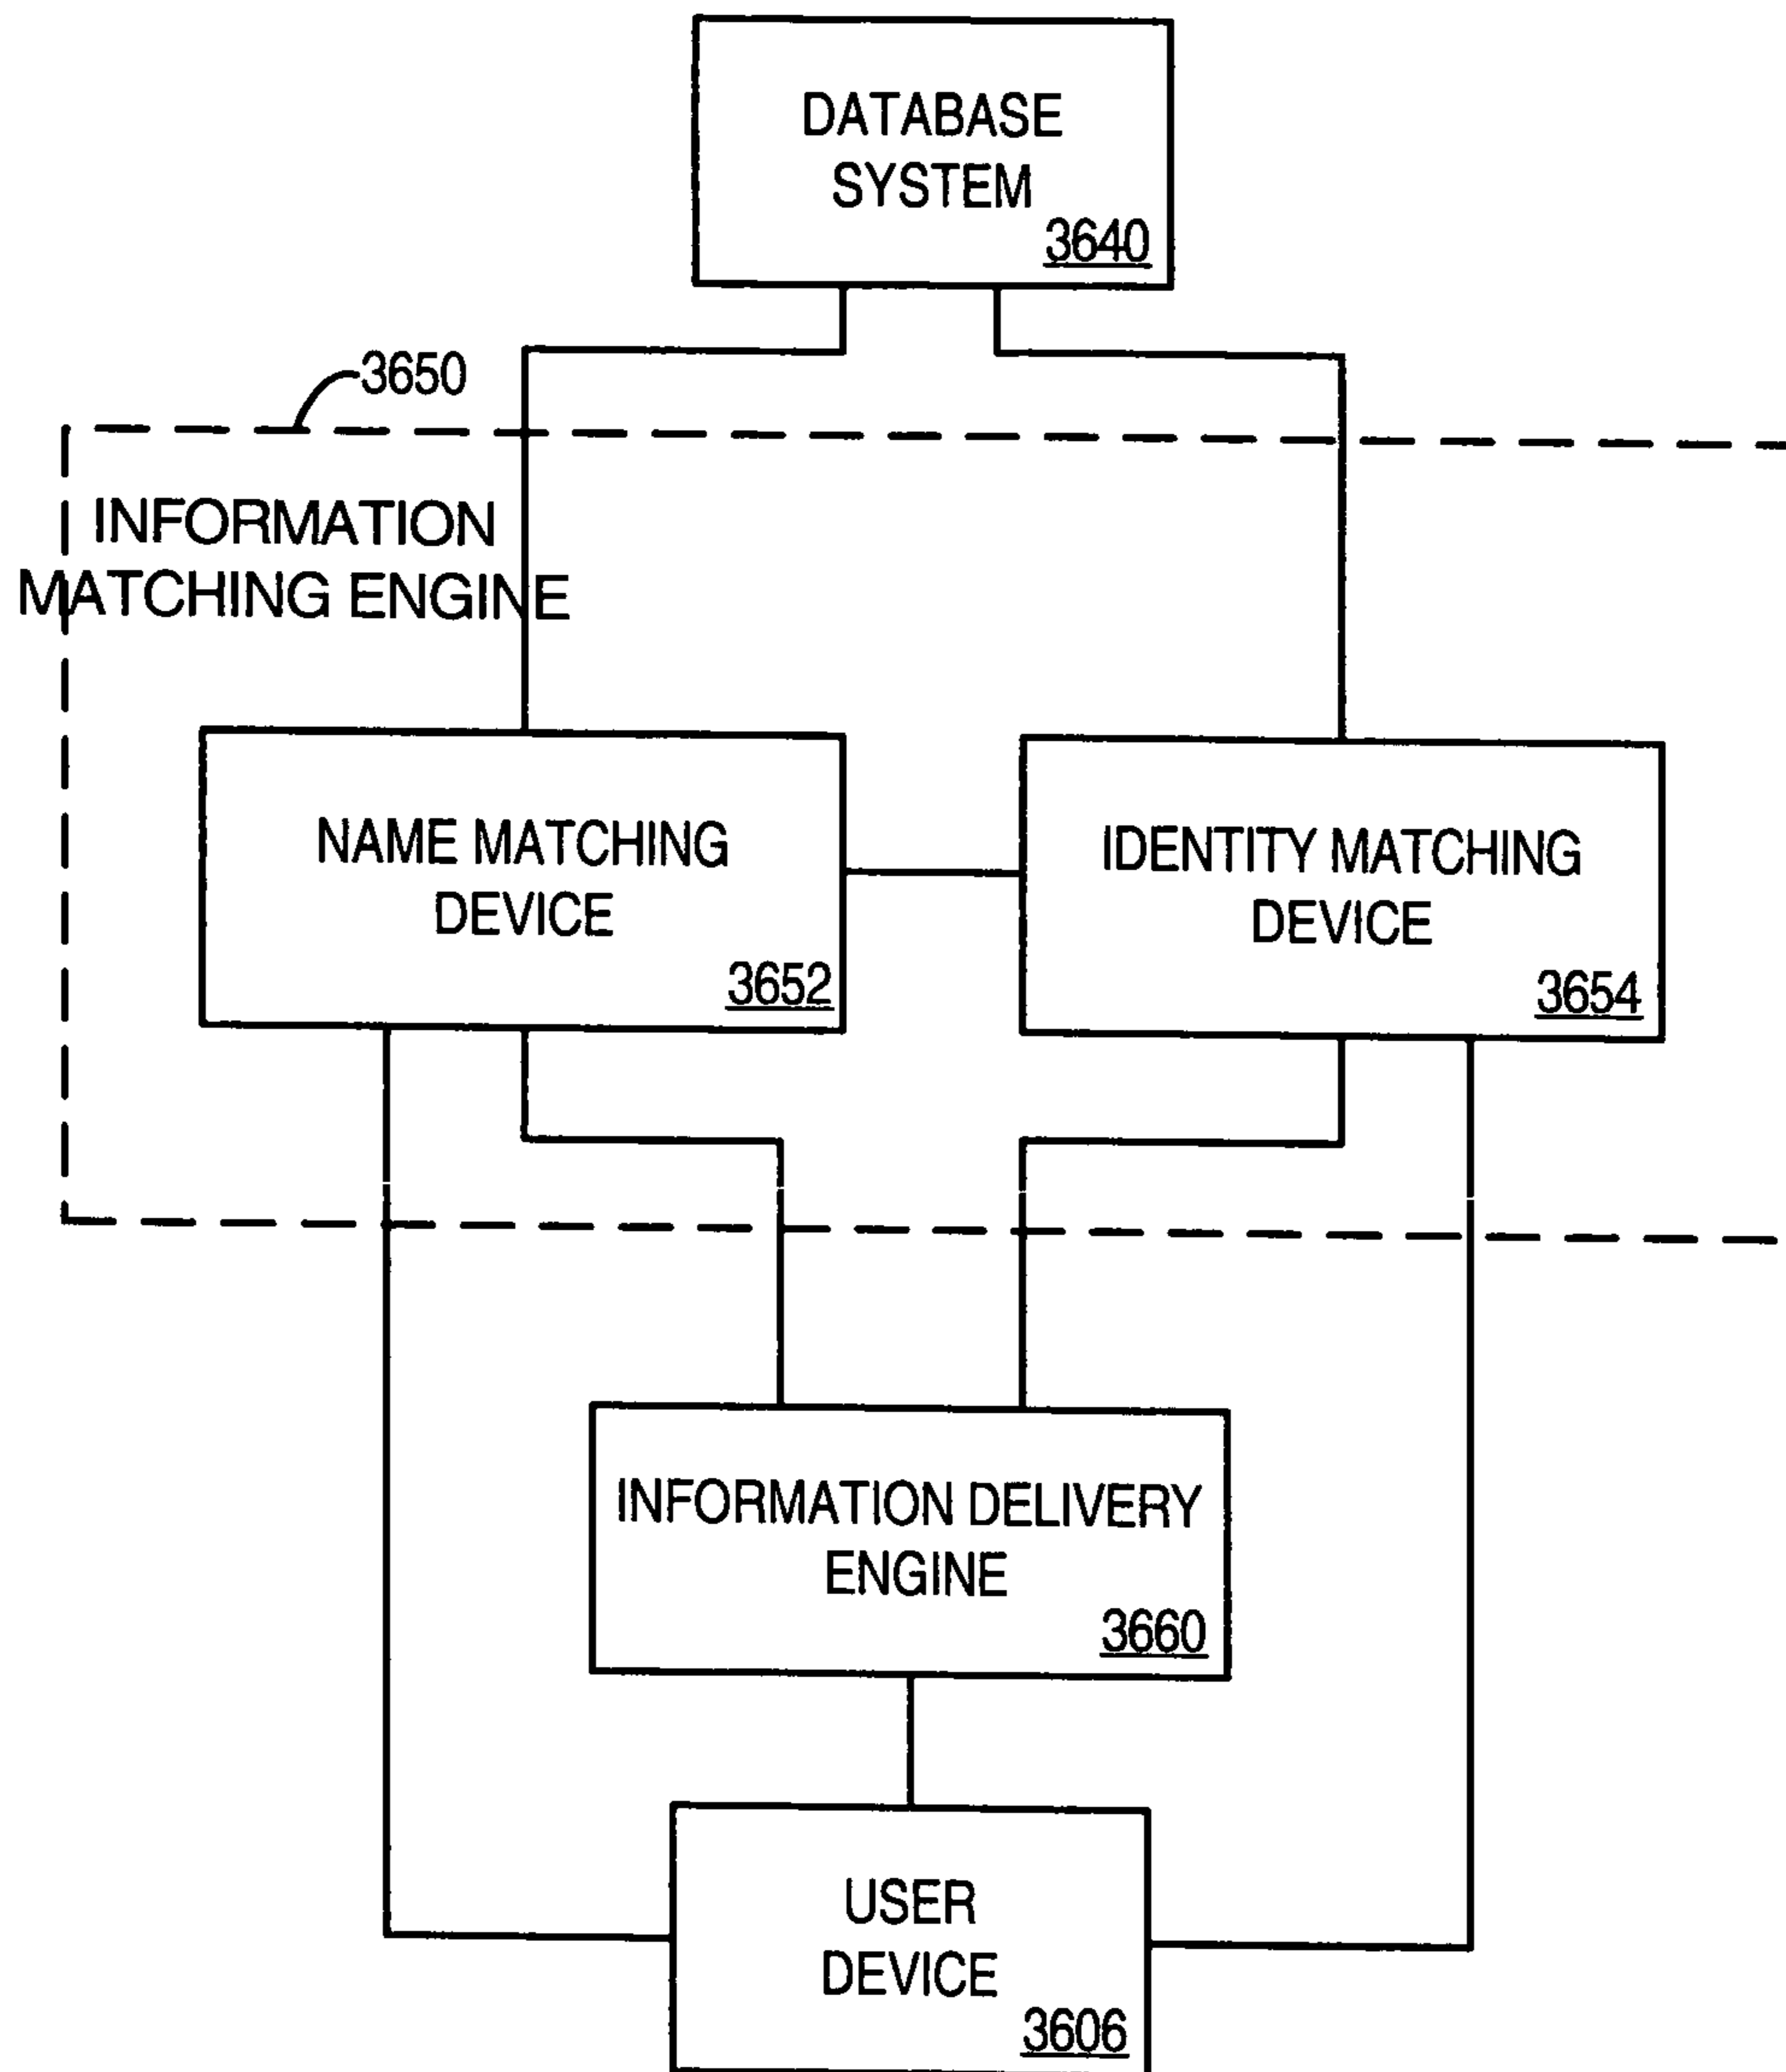 DATABASE
SYSTEM
3640
3650
INFORMATION
MATCHING ENGINE
NAME MATCHING
DEVICE
3652
IDENTITY MATCHING
DEVICE
3654
INFORMATION DELIVERY
ENGINE
3660
USER
DEVICE
3606